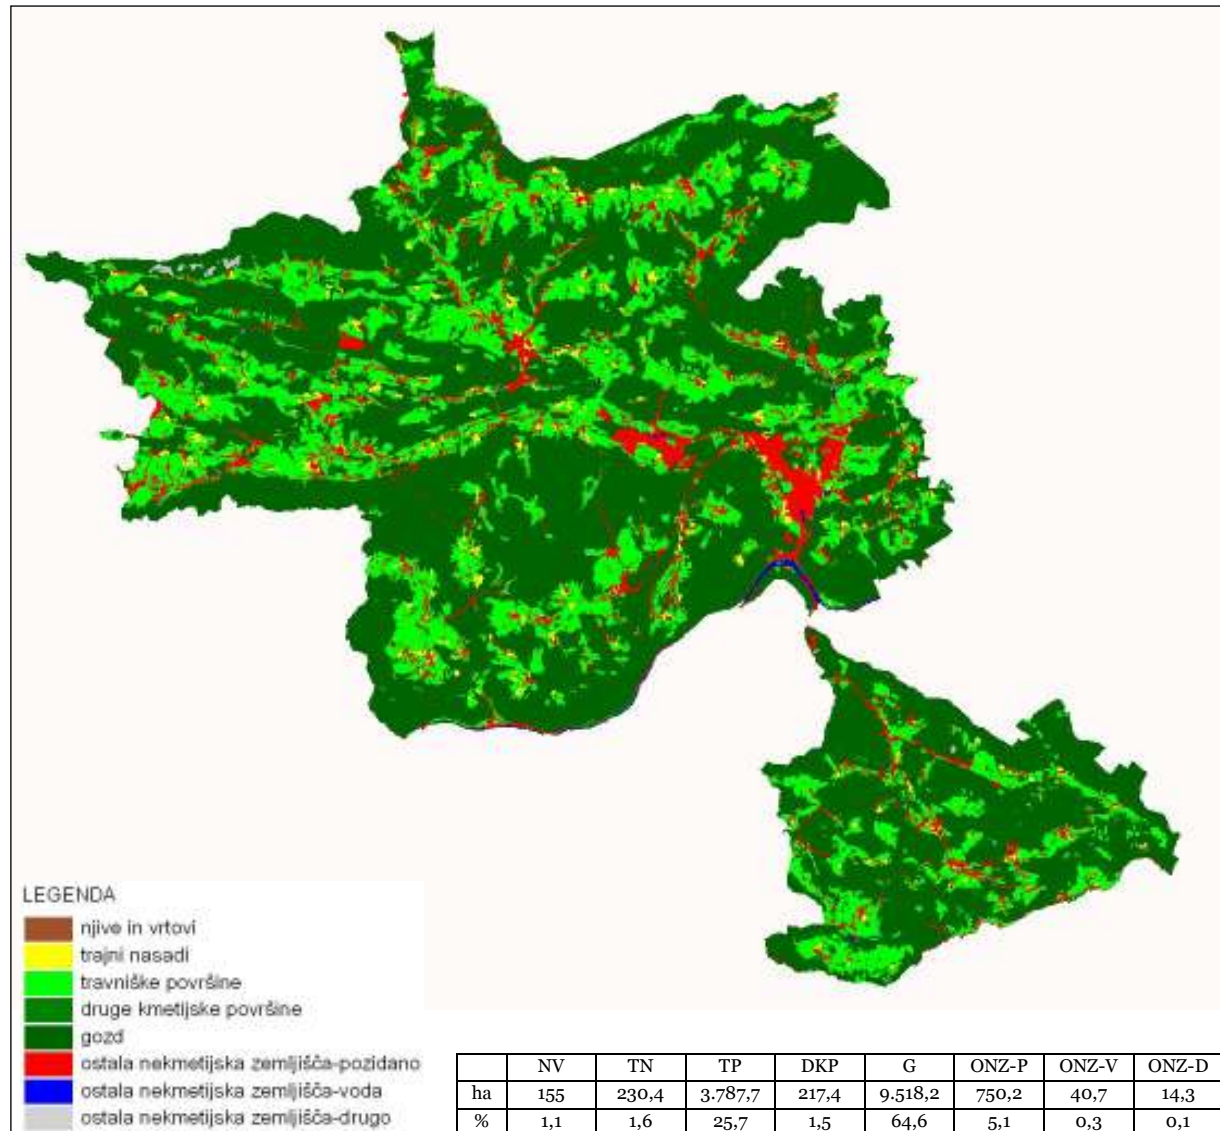 LEGENDA
njive in vrtovi
trajni nasadi
travniške površine
druge kmetijske površine
gozd
ostala nekmetijska zemljišča-pozidano
ostala nekmetijska zemljišča-voda
ostala nekmetijska zemljišča-drugo
NV TN TP DKP G ONZ-P ONZ-V ONZ-D
ha 155 230,4 3.787,7 217,4 9.518,2 750,2 40,7 14,3
% 1,1 1,6 25,7 1,5 64,6 5,1 0,3 0,1